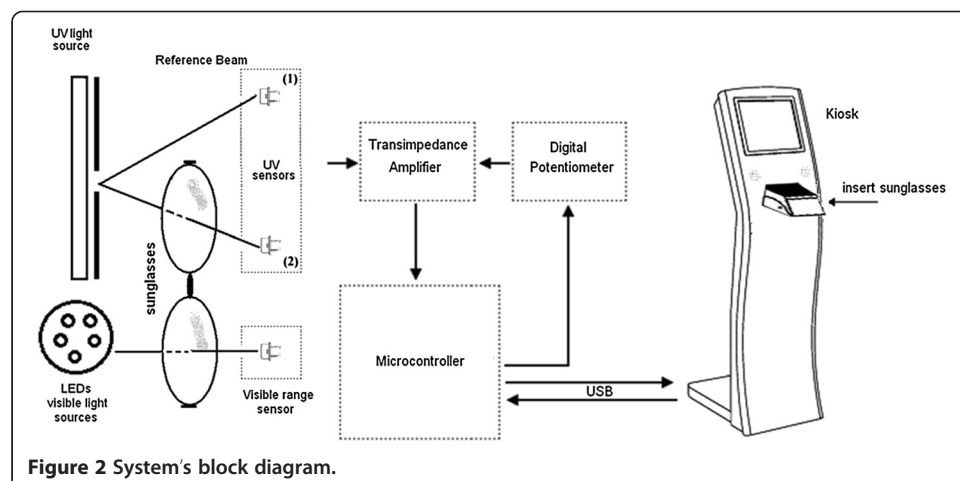 UV light
source
Reference Beam
(1)
UV
sensors
(2)
sunglasses
LEDs
visible light
sources
Visible range
sensor
Transimpedance
Amplifier
Digital
Potentiometer
Microcontroller
USB
Kiosk
insert sunglasses
Figure 2 System's block diagram.